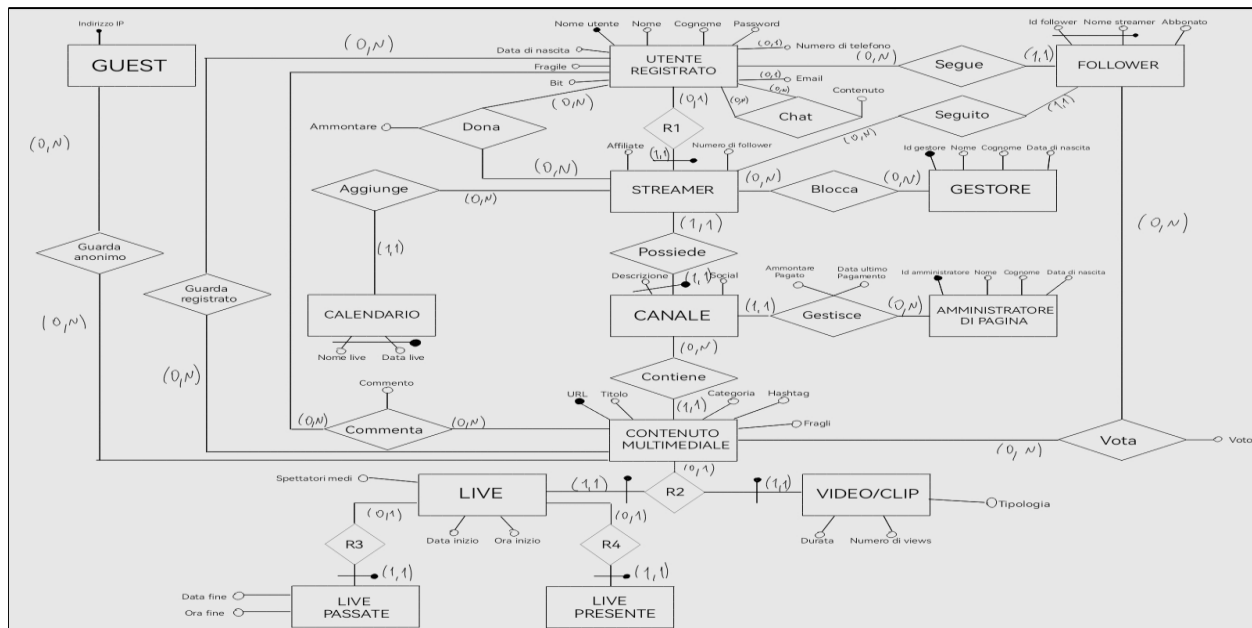 Indirizzo IP
GUEST
(0,N)
Nome utente
Nome
Cognome
Password
Data di nascita
Fragile
Bit
UTENTE
REGISTRATO
(0,1)
Numero di telefono
(0,1)
Email
(0,N)
Segue
(1,1)
Id follower
Nome streamer
Abbonato
FOLLOWER
(0,N)
Ammontare
Dona
(0,N)
(0,1)
R1
(1,1)
(0,N)
(0,N)
Chat
Contenuto
Seguito
(1,1)
(0,N)
(0,N)
Affiliate
Numero di follower
STREAMER
(0,N)
Blocca
(0,N)
Id gestore
Nome
Cognome
Data di nascita
GESTORE
Aggiunge
(0,N)
(1,1)
(1,1)
Possiede
(1,1)
(0,N)
Guarda
anonimo
(0,N)
Guarda
registrato
(0,N)
CALENDARIO
Nome live
Data live
Descrizione
Social
CANALE
(1,1)
Ammontare
Pagato
Data ultimo
Pagamento
Gestisce
(0,N)
Id amministratore
Nome
Cognome
Data di nascita
AMMINISTRATORE
DI PAGINA
(0,N)
Contiene
(1,1)
Commento
(0,N)
Commenta
(0,N)
URL
Titolo
Categoria
Hashtag
Fragli
CONTENUTO
MULTIMEDIALE
(0,N)
Vota
Voto
(0,N)
(0,1)
R2
Spettatori medi
LIVE
(1,1)
(1,1)
VIDEO/CLIP
Tipologia
Durata
Numero di views
(0,1)
Data inizio
Ora inizio
(0,1)
R3
R4
(1,1)
(1,1)
Data fine
Ora fine
LIVE
PASSATE
LIVE
PRESENTE